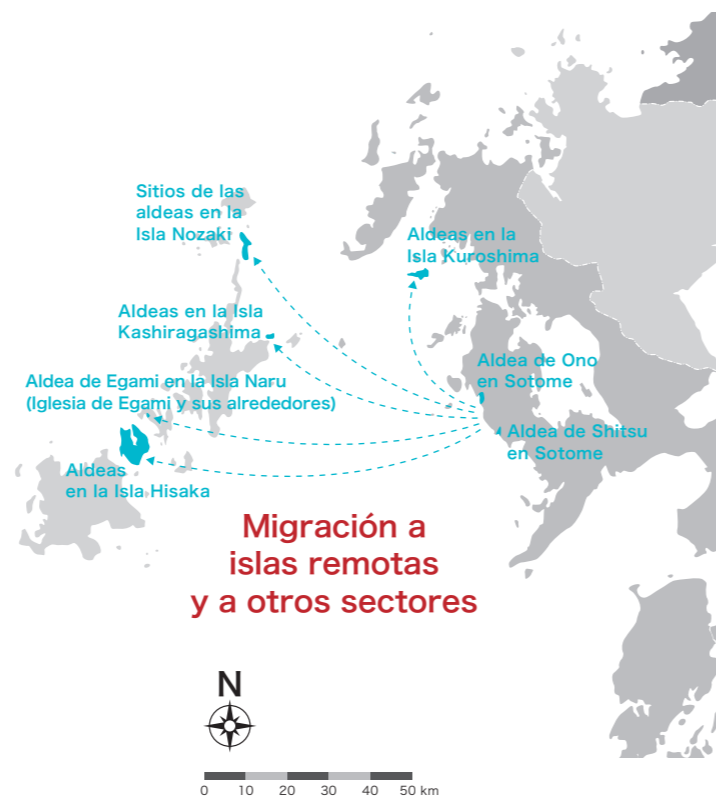 Sitios de las
aldeas en la
Isla Nozaki
Aldeas en la
Isla Kuroshima
Aldeas en la Isla
Kashiragashima
Aldea de Ono
en Sotome
Aldea de Egami en la Isla Naru
(Iglesia de Egami y sus alrededores)
Aldea de Shitsu
en Sotome
Aldeas
en la Isla Hisaka
Migración a
islas remotas
y a otros sectores
N
0 10 20 30 40 50 km